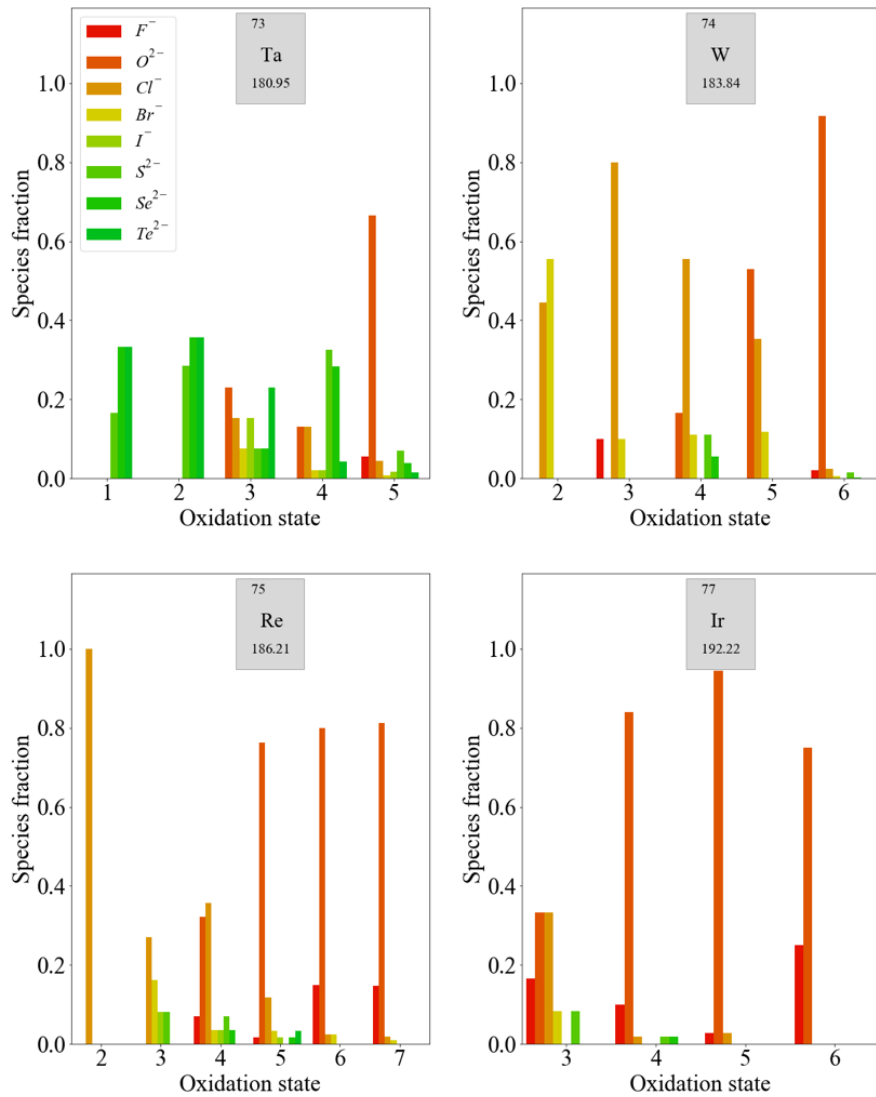 F−
O2−
Cl−
Br−
I−
S2−
Se2−
Te2−
73
Ta
180.95
Species fraction
1.0
0.8
0.6
0.4
0.2
0.0
1 2 3 4 5
Oxidation state
74
W
183.84
Species fraction
1.0
0.8
0.6
0.4
0.2
0.0
2 3 4 5 6
Oxidation state
75
Re
186.21
Species fraction
1.0
0.8
0.6
0.4
0.2
0.0
2 3 4 5 6 7
Oxidation state
77
Ir
192.22
Species fraction
1.0
0.8
0.6
0.4
0.2
0.0
3 4 5 6
Oxidation state